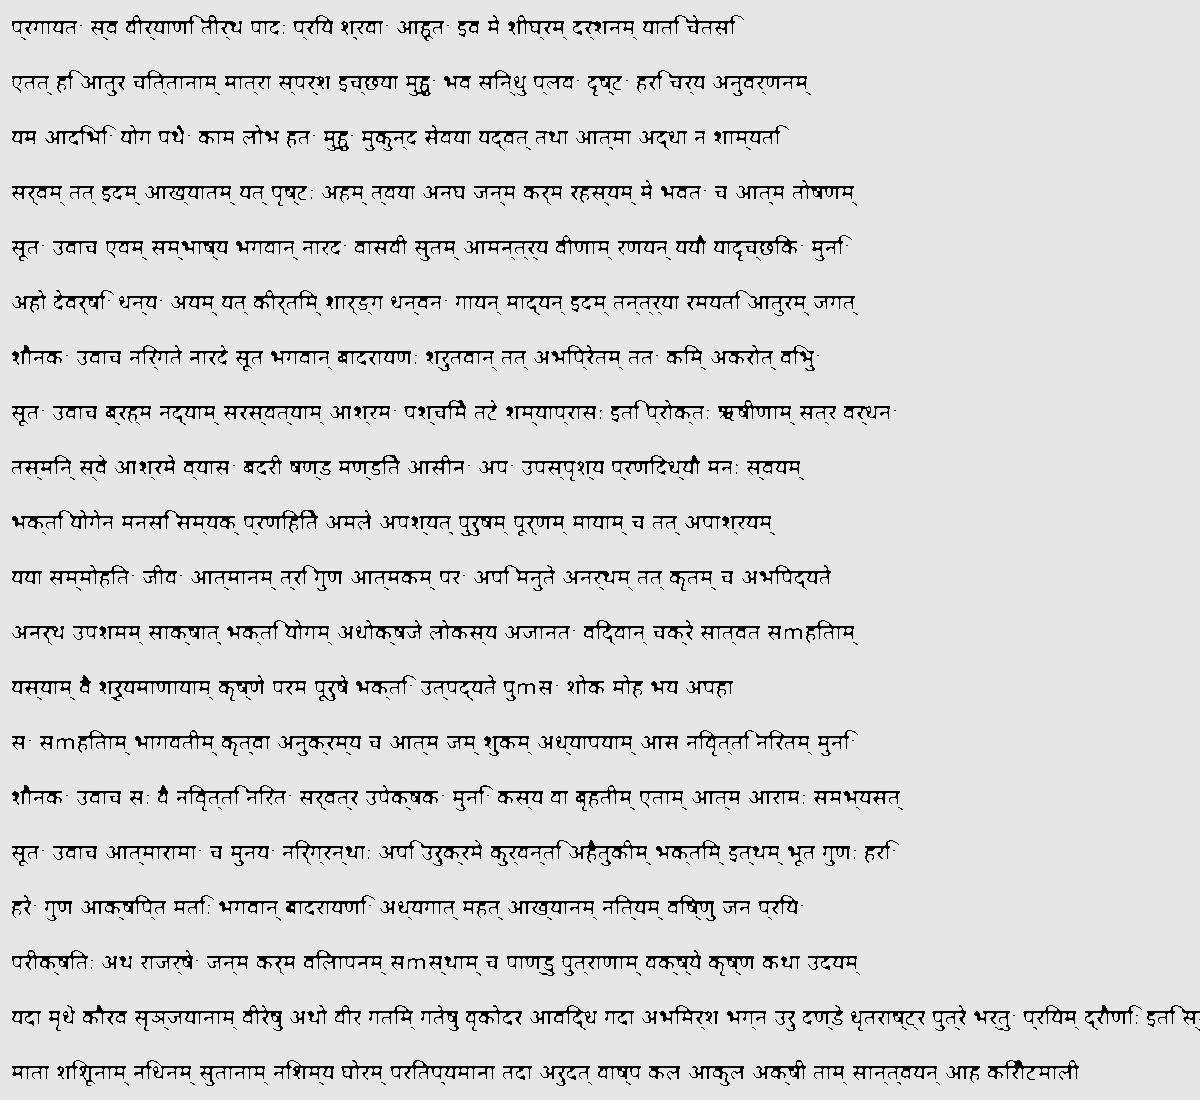 प्रगायतः स्व वीर्याणि तीर्थ पादः प्रिय श्रवाः आहूतः इव मे शीघ्रम् दर्शनम् याति चेतसि
एतत् हि आतुर चित्तानाम् मात्रा स्पर्श इच्छया मुहुः भव सिन्धु प्लवः दृष्टः हरि चर्य अनुवर्णनम्
यम आदिभिः योग पथैः काम लोभ हतः मुहुः मुकुन्द सेवया यद्वत् तथा आत्मा अद्धा न शाम्यति
सर्वम् तत् इदम् आख्यातम् यत् पृष्टः अहम् त्वया अनघ जन्म कर्म रहस्यम् मे भवतः च आत्म तोषणम्
सूतः उवाच एवम् सम्भाष्य भगवान् नारदः वासवी सुतम् आमन्त्र्य वीणाम् रणयन् ययौ यादृच्छिकः मुनिः
अहो देवर्षिः धन्यः अयम् यत् कीर्तिम् शार्ङ्ग धन्वनः गायन् माद्यन् इदम् तन्त्र्या रमयति आतुरम् जगत्
शौनकः उवाच निर्गते नारदे सूत भगवान् बादरायणः श्रुतवान् तत् अभिप्रेतम् ततः किम् अकरोत् विभुः
सूतः उवाच ब्रह्म नद्याम् सरस्वत्याम् आश्रमः पश्चिमे तटे शम्याप्रासः इति प्रोक्तः ऋषीणाम् सत्र वर्धनः
तस्मिन् स्वे आश्रमे व्यासः बदरी षण्ड मण्डिते आसीनः अपः उपस्पृश्य प्रणिदध्यौ मनः स्वयम्
भक्ति योगेन मनसि सम्यक् प्रणिहिते अमले अपश्यत् पुरुषम् पूर्णम् मायाम् च तत् अपाश्रयम्
यया सम्मोहितः जीवः आत्मानम् त्रि गुण आत्मकम् परः अपि मनुते अनर्थम् तत् कृतम् च अभिपद्यते
अनर्थ उपशमम् साक्षात् भक्ति योगम् अधोक्षजे लोकस्य अजानतः विद्वान् चक्रे सात्वत सmहिताम्
यस्याम् वै श्रूयमाणायाम् कृष्णे परम पूरुषे भक्तिः उत्पद्यते पुmसः शोक मोह भय अपहा
सः सmहिताम् भागवतीम् कृत्वा अनुक्रम्य च आत्म जम् शुकम् अध्यापयाम् आस निवृत्ति निरतम् मुनिः
शौनकः उवाच सः वै निवृत्ति निरतः सर्वत्र उपेक्षकः मुनिः कस्य वा बृहतीम् एताम् आत्म आरामः समभ्यसत्
सूतः उवाच आत्मारामाः च मुनयः निर्ग्रन्थाः अपि उरुक्रमे कुर्वन्ति अहैतुकीम् भक्तिम् इत्थम् भूत गुणः हरिः
हरेः गुण आक्षिप्त मतिः भगवान् बादरायणिः अध्यगात् महत् आख्यानम् नित्यम् विष्णु जन प्रियः
परीक्षितः अथ राजर्षेः जन्म कर्म विलापनम् सmस्थाम् च पाण्डु पुत्राणाम् वक्ष्ये कृष्ण कथा उदयम्
यदा मृधे कौरव सृञ्जयानाम् वीरेषु अथो वीर गतिम् गतेषु वृकोदर आविद्ध गदा अभिमर्श भग्न उरु दण्डे धृतराष्ट्र पुत्रे भर्तुः प्रियम् द्रौणिः इति
माता शिशूनाम् निधनम् सुतानाम् निशम्य घोरम् परितप्यमाना तदा अरुदत् वाष्प कल आकुल अक्षी ताम् सान्त्वयन् आह किरीटमाली